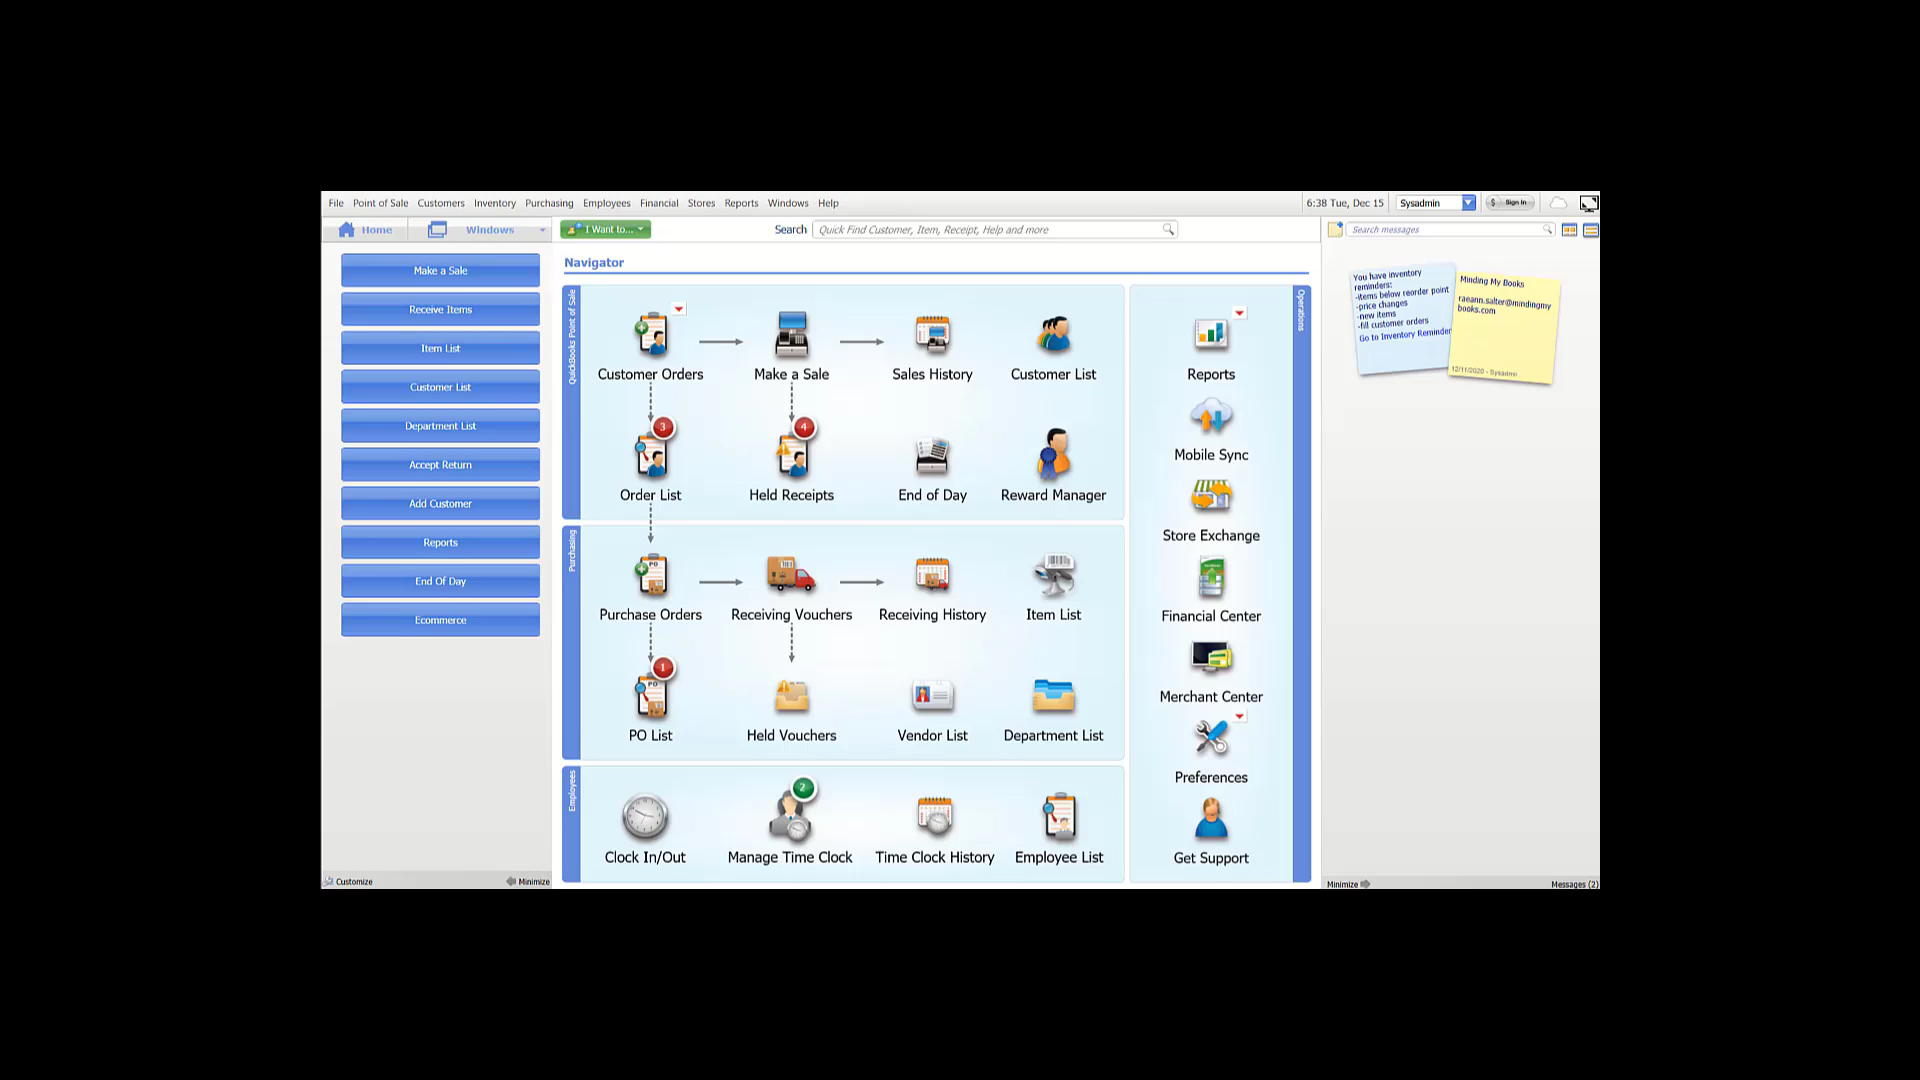 File Point of Sale Customers Inventory Purchasing Employees Financial Stores Reports Windows Help
6:38 Tue, Dec 15 Sysadmin $ Sign In
Home Windows
I Want to...
Search Quick Find Customer, Item, Receipt, Help and more
Search messages
Make a Sale
Receive Items
Item List
Customer List
Department List
Accept Return
Add Customer
Reports
End Of Day
Ecommerce
Customize
Minimize
Navigator
QuickBooks Point of Sale
Customer Orders Make a Sale Sales History Customer List
3
4
Order List Held Receipts End of Day Reward Manager
Purchasing
PO
Purchase Orders Receiving Vouchers Receiving History Item List
1
PO
PO List Held Vouchers Vendor List Department List
Employees
2
Clock In/Out Manage Time Clock Time Clock History Employee List
Operations
Reports
Mobile Sync
Store Exchange
Financial Center
Merchant Center
Preferences
Get Support
You have inventory
reminders:
-items below reorder point
-price changes
-new items
-fill customer orders
Go to Inventory Reminder
Minding My Books
raeann.salter@mindingmy
books.com
12/11/2020 - Sysadmin
Minimize
Messages (2)